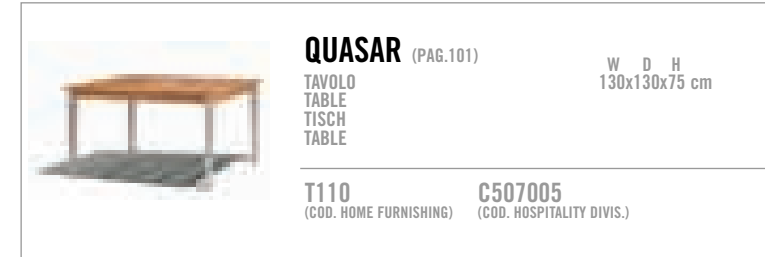 QUASAR (PAG.101)
W D H
TAVOLO
130x130x75 cm
TABLE
TISCH
TABLE
T110
C507005
(COD. HOME FURNISHING)
(COD. HOSPITALITY DIVIS.)